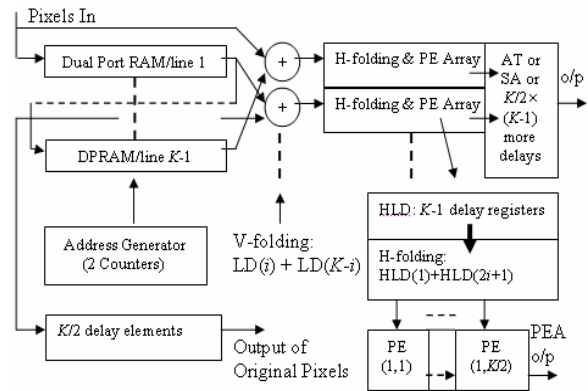 Pixels In
Dual Port RAM/line 1
DPRAM/line K-1
Address Generator
(2 Counters)
K/2 delay elements
Output of
Original Pixels
+
+
V-folding:
LD(i) + LD(K-i)
H-folding & PE Array
H-folding & PE Array
AT or
SA or
K/2×
(K-1)
more
delays
o/p
HLD: K-1 delay registers
H-folding:
HLD(1)+HLD(2i+1)
PE
(1,1)
PE
(1,K/2)
PEA
o/p